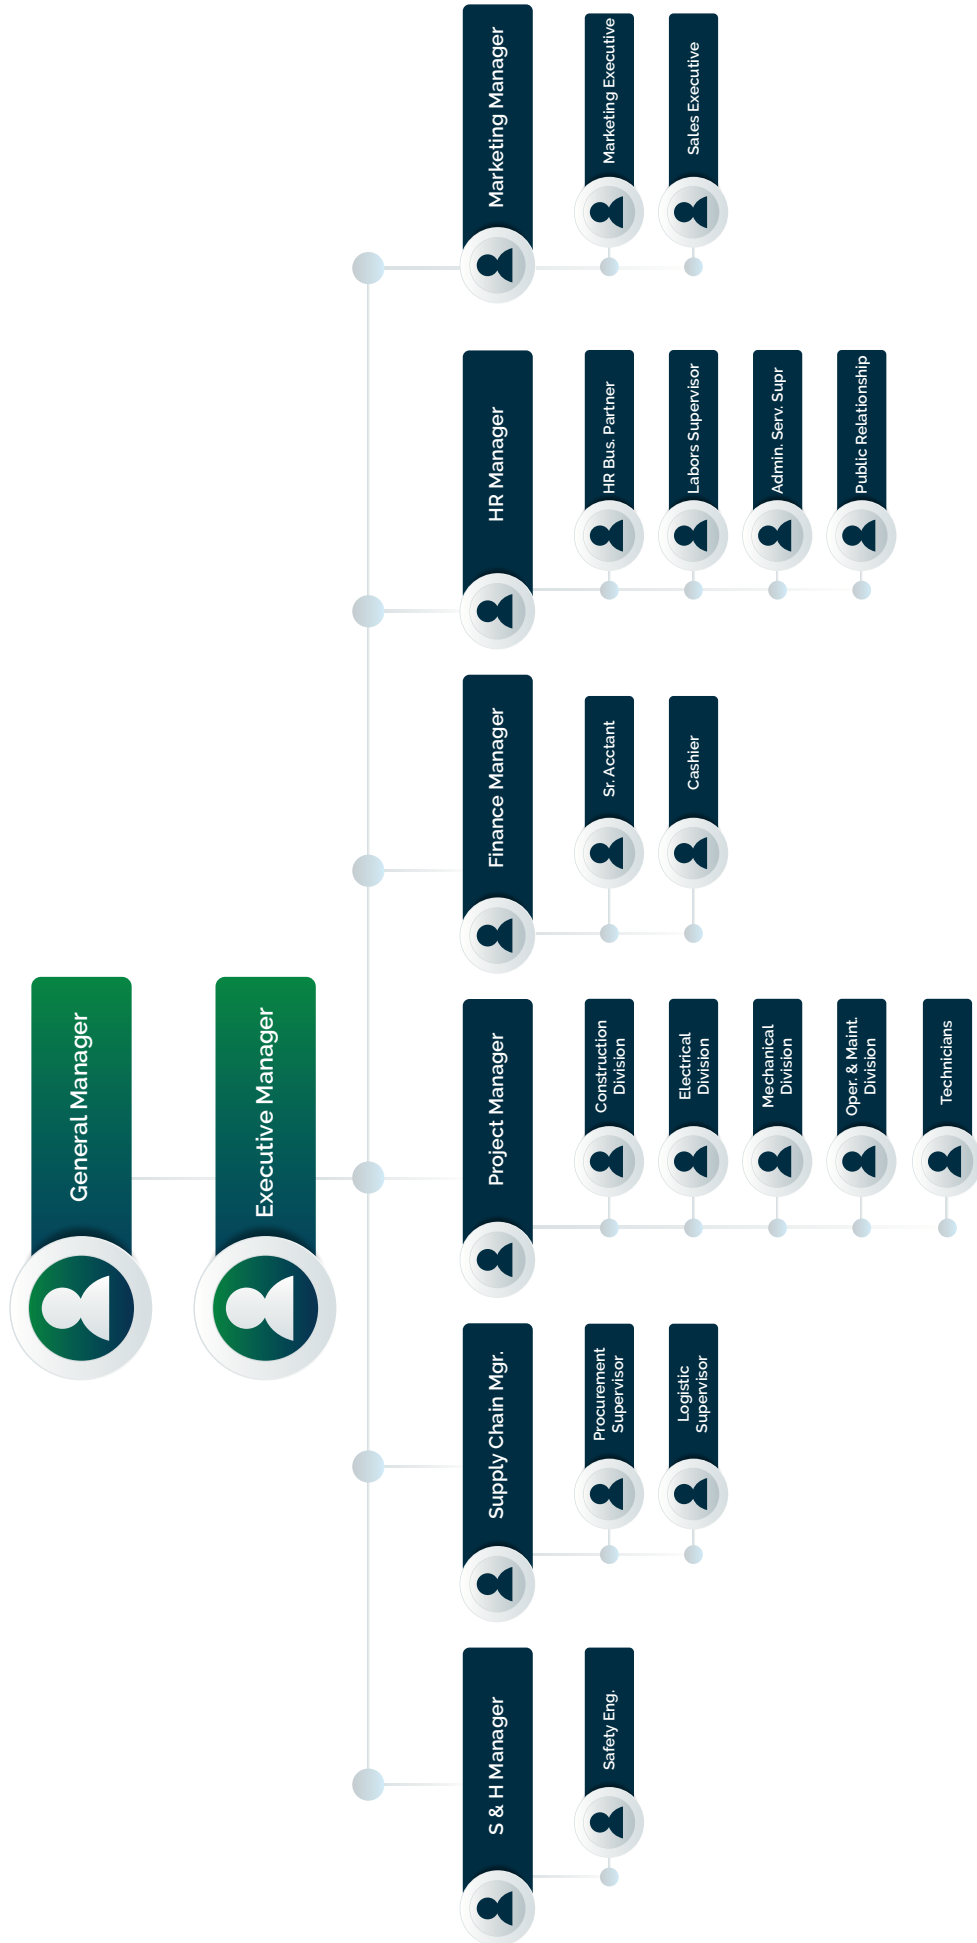 General Manager
Executive Manager
S & H Manager
Safety Eng.
Supply Chain Mgr.
Procurement
Supervisor
Logistic
Supervisor
Project Manager
Construction
Division
Electrical
Division
Mechanical
Division
Oper. & Maint.
Division
Technicians
Finance Manager
Sr. Acctant
Cashier
HR Manager
HR Bus. Partner
Labors Supervisor
Admin. Serv. Supr
Public Relationship
Marketing Manager
Marketing Executive
Sales Executive